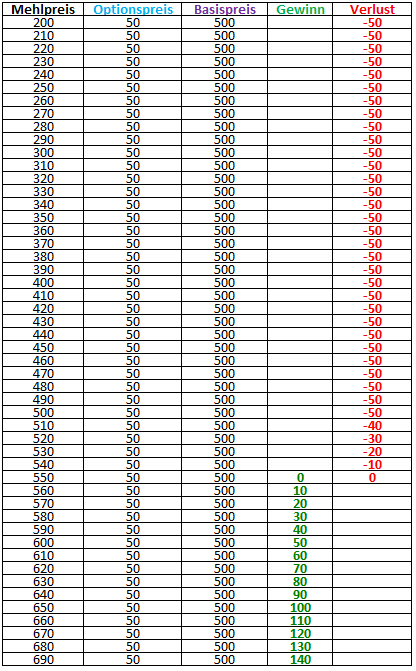 Mehlpreis Optionspreis Basispreis Gewinn Verlust
200 50 500 -50
210 50 500 -50
220 50 500 -50
230 50 500 -50
240 50 500 -50
250 50 500 -50
260 50 500 -50
270 50 500 -50
280 50 500 -50
290 50 500 -50
300 50 500 -50
310 50 500 -50
320 50 500 -50
330 50 500 -50
340 50 500 -50
350 50 500 -50
360 50 500 -50
370 50 500 -50
380 50 500 -50
390 50 500 -50
400 50 500 -50
410 50 500 -50
420 50 500 -50
430 50 500 -50
440 50 500 -50
450 50 500 -50
460 50 500 -50
470 50 500 -50
480 50 500 -50
490 50 500 -50
500 50 500 -50
510 50 500 -40
520 50 500 -30
530 50 500 -20
540 50 500 -10
550 50 500 0 0
560 50 500 10
570 50 500 20
580 50 500 30
590 50 500 40
600 50 500 50
610 50 500 60
620 50 500 70
630 50 500 80
640 50 500 90
650 50 500 100
660 50 500 110
670 50 500 120
680 50 500 130
690 50 500 140